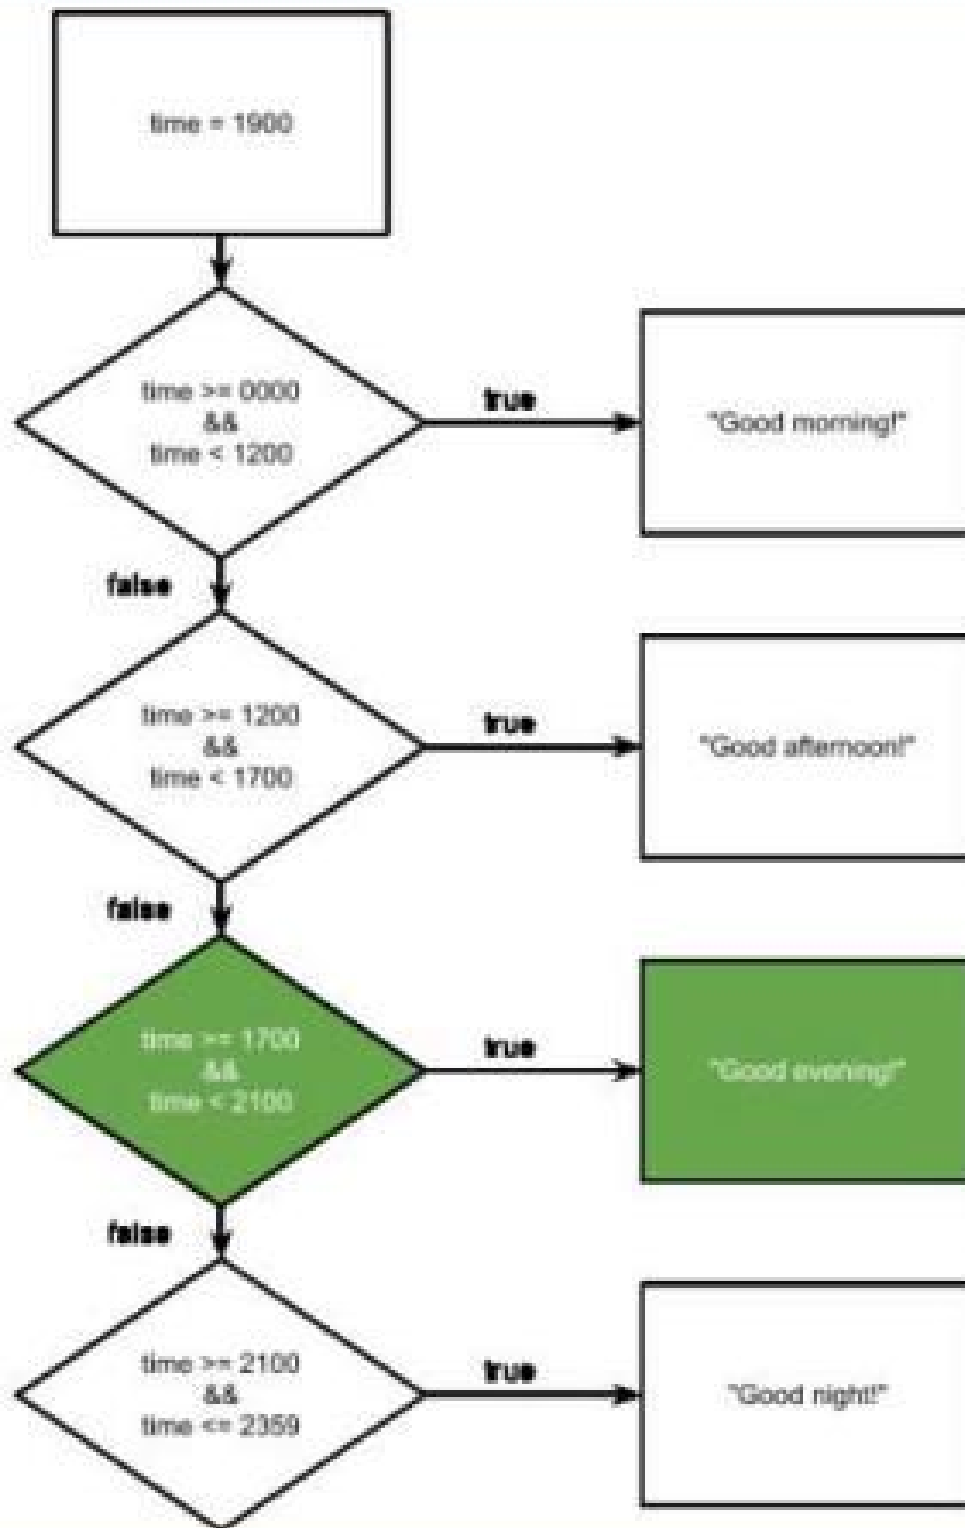 time = 1900
time >= 0000
&&
time < 1200
true
"Good morning!"
false
time >= 1200
&&
time < 1700
true
"Good afternoon!"
false
time >= 1700
&&
time < 2100
true
"Good evening!"
false
time >= 2100
&&
time <= 2359
true
"Good night!"